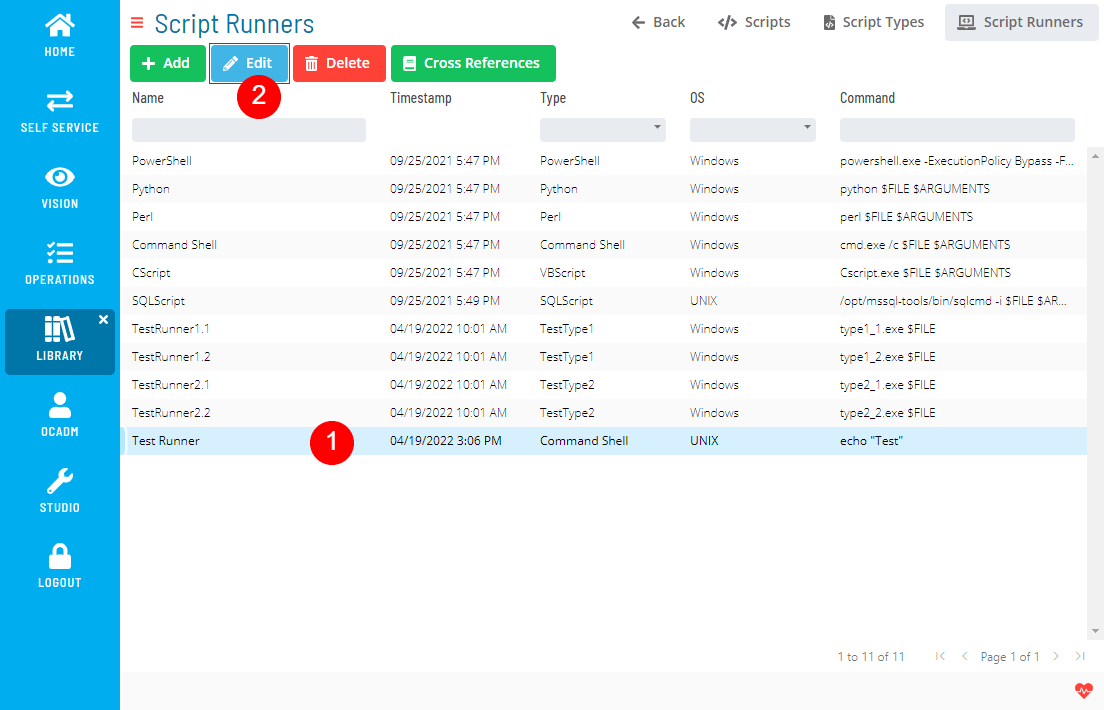 Script Runners
Back
Scripts
Script Types
Script Runners
HOME
SELF SERVICE
VISION
OPERATIONS
LIBRARY
OCADM
STUDIO
LOGOUT
Add
Edit
Delete
Cross References
2
Name Timestamp Type OS Command
PowerShell 09/25/2021 5:47 PM PowerShell Windows powershell.exe -ExecutionPolicy Bypass -F...
Python 09/25/2021 5:47 PM Python Windows python $FILE $ARGUMENTS
Perl 09/25/2021 5:47 PM Perl Windows perl $FILE $ARGUMENTS
Command Shell 09/25/2021 5:47 PM Command Shell Windows cmd.exe /c $FILE $ARGUMENTS
CScript 09/25/2021 5:47 PM VBScript Windows Cscript.exe $FILE $ARGUMENTS
SQLScript 09/25/2021 5:49 PM SQLScript UNIX /opt/mssql-tools/bin/sqlcmd -i $FILE $AR...
TestRunner1.1 04/19/2022 10:01 AM TestType1 Windows type1_1.exe $FILE
TestRunner1.2 04/19/2022 10:01 AM TestType1 Windows type1_2.exe $FILE
TestRunner2.1 04/19/2022 10:01 AM TestType2 Windows type2_1.exe $FILE
TestRunner2.2 04/19/2022 10:01 AM TestType2 Windows type2_2.exe $FILE
Test Runner 1 04/19/2022 3:06 PM Command Shell UNIX echo "Test"
1 to 11 of 11 Page 1 of 1